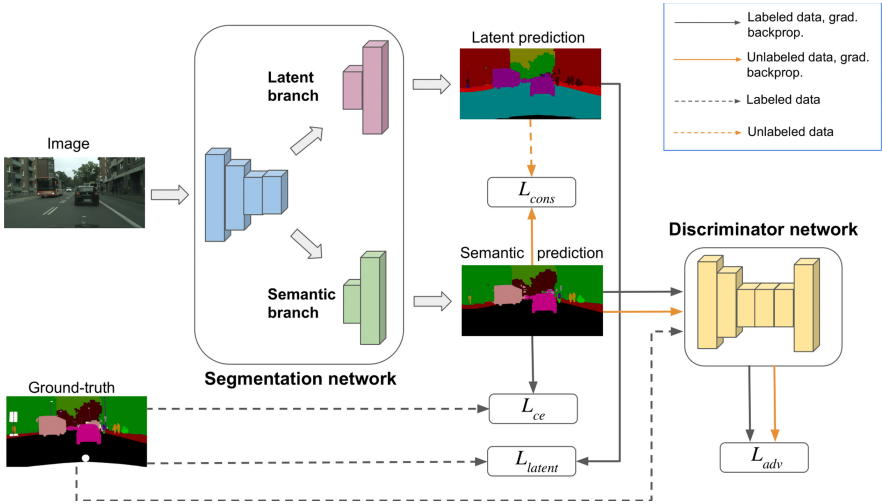 Latent prediction
Labeled data, grad.
backprop.
Unlabeled data, grad.
backprop.
Labeled data
Unlabeled data
Latent
branch
Image
L_cons
Semantic prediction
Discriminator network
Semantic
branch
Segmentation network
Ground-truth
L_ce
L_latent
L_adv